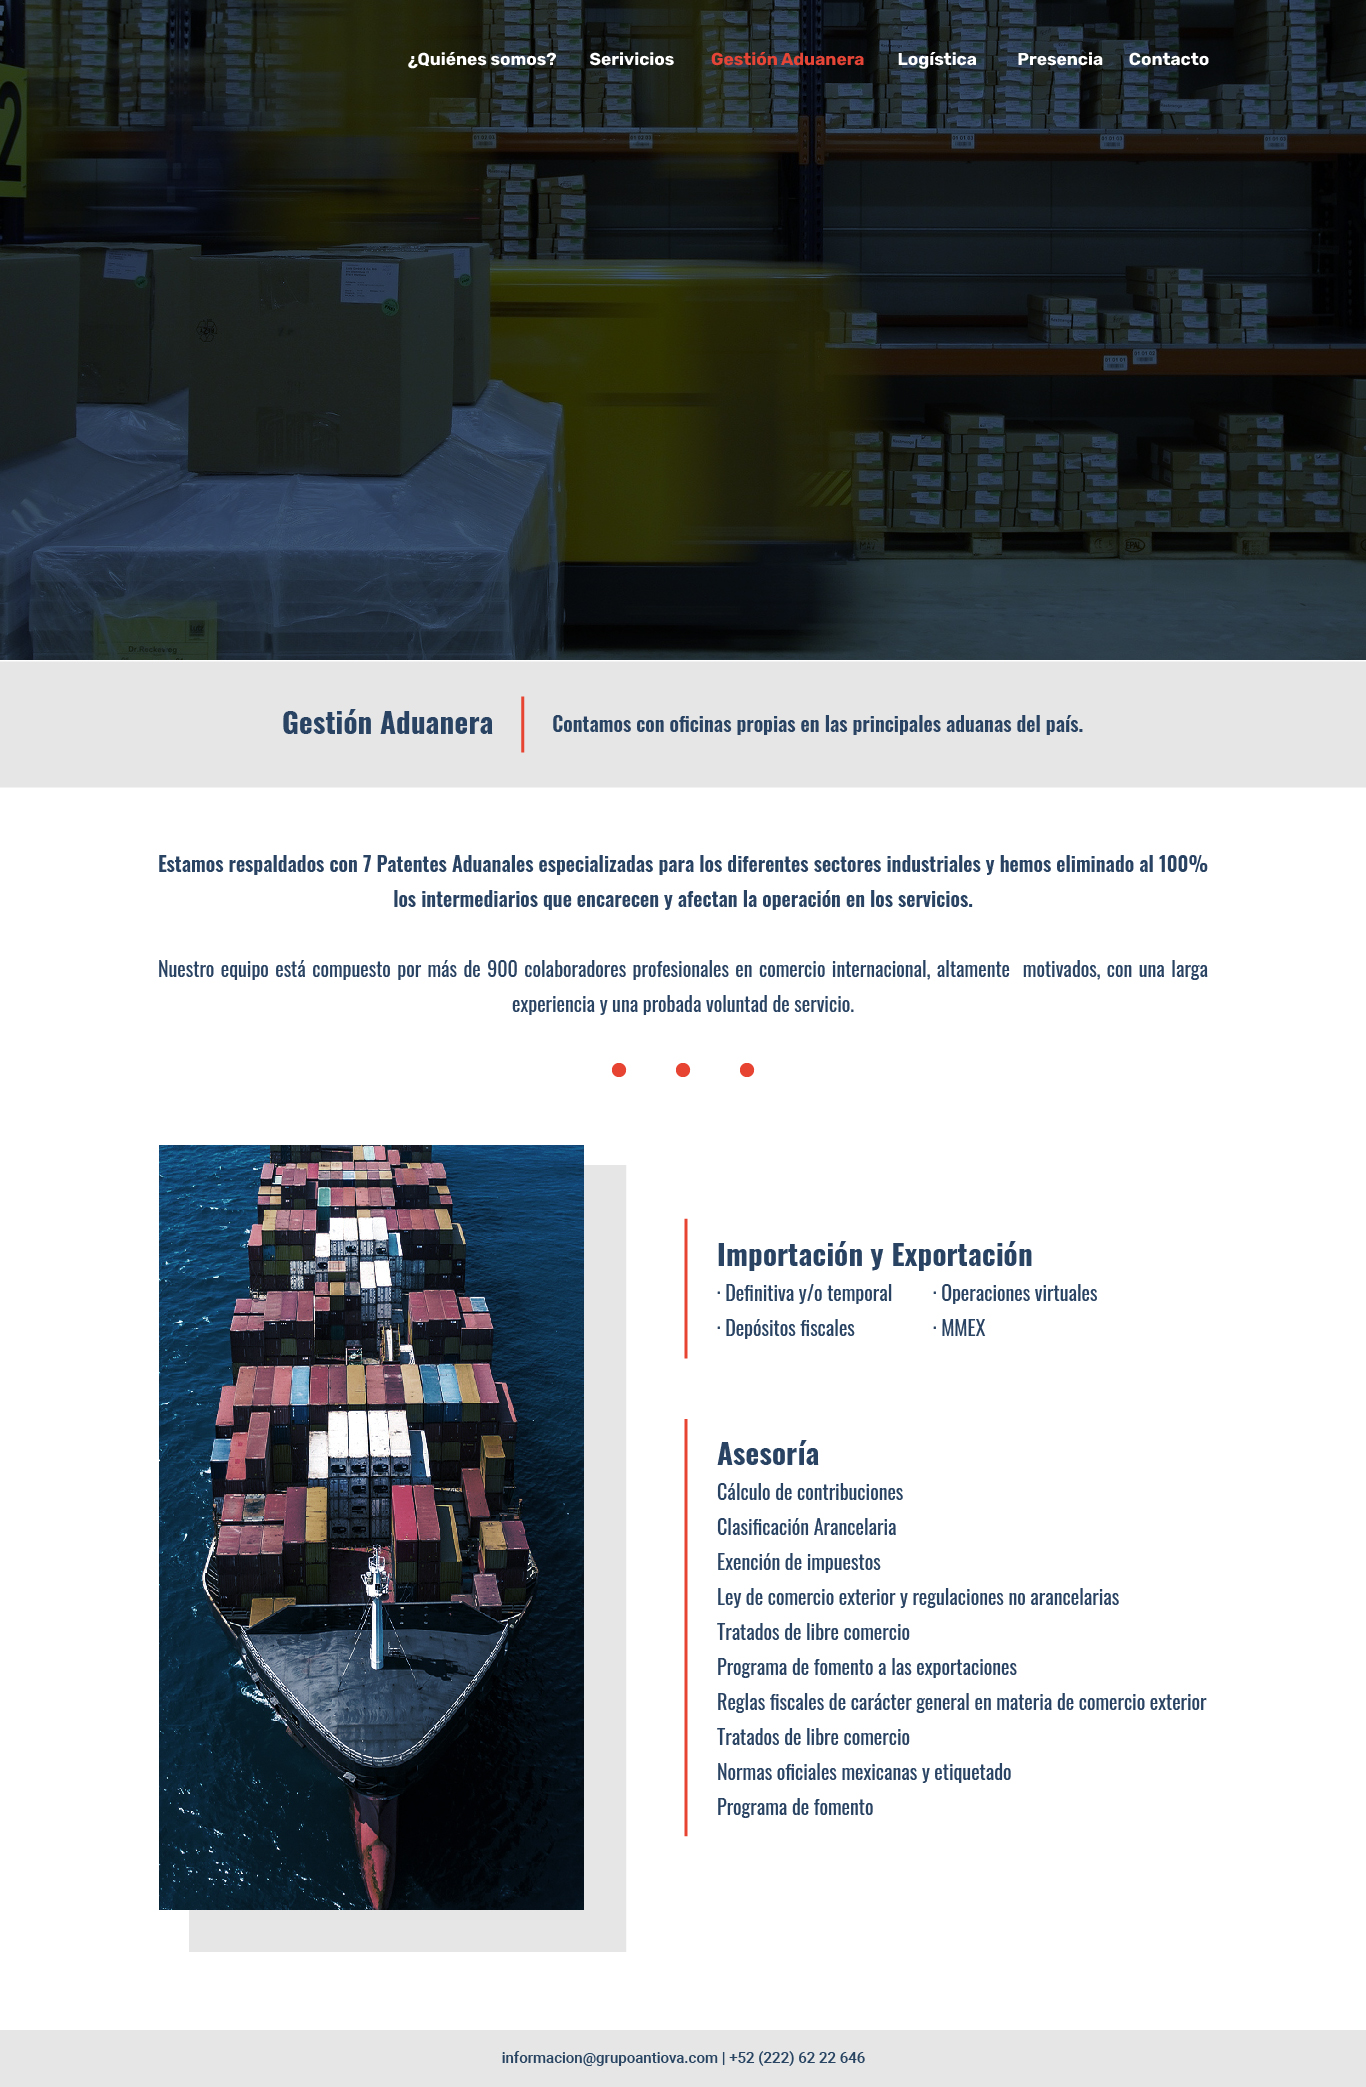 ¿Quiénes somos? Serivicios Gestión Aduanera Logística Presencia Contacto
Gestión Aduanera
Contamos con oficinas propias en las principales aduanas del país.
Estamos respaldados con 7 Patentes Aduanales especializadas para los diferentes sectores industriales y hemos eliminado al 100%
los intermediarios que encarecen y afectan la operación en los servicios.
Nuestro equipo está compuesto por más de 900 colaboradores profesionales en comercio internacional, altamente motivados, con una larga
experiencia y una probada voluntad de servicio.
Importación y Exportación
· Definitiva y/o temporal · Operaciones virtuales
· Depósitos fiscales · MMEX
Asesoría
Cálculo de contribuciones
Clasificación Arancelaria
Exención de impuestos
Ley de comercio exterior y regulaciones no arancelarias
Tratados de libre comercio
Programa de fomento a las exportaciones
Reglas fiscales de carácter general en materia de comercio exterior
Tratados de libre comercio
Normas oficiales mexicanas y etiquetado
Programa de fomento
informacion@grupoantiova.com | +52 (222) 62 22 646